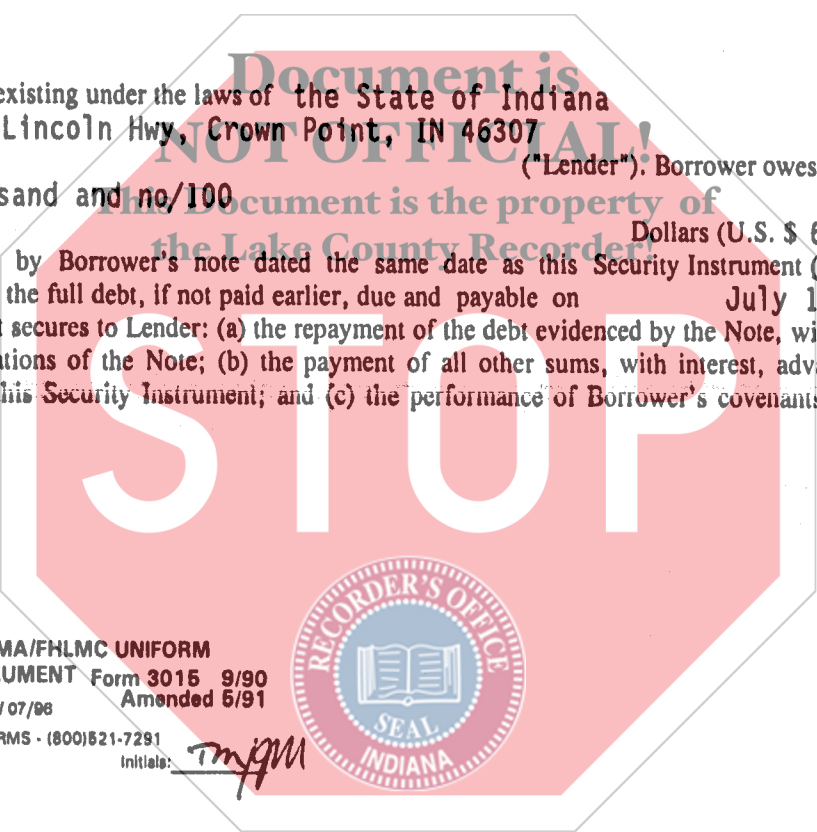 Document is
existing under the laws of the State of Indiana
Lincoln Hwy, Crown Point, IN 46307
NOT OFFICIAL!
("Lender"). Borrower owes
sand and no/100
This Document is the property of
Dollars (U.S. $ 6
the Lake County Recorder!
by Borrower's note dated the same date as this Security Instrument (
the full debt, if not paid earlier, due and payable on July 1
t secures to Lender: (a) the repayment of the debt evidenced by the Note, wi
ations of the Note; (b) the payment of all other sums, with interest, adv
his Security Instrument; and (c) the performance of Borrower's covenants
STOP
RECORDER'S OFFICE
SEAL
INDIANA
MA/FHLMC UNIFORM
UMENT Form 3015 9/90
Amended 5/91
/ 07/96
RMS - (800)521-7291
Initials: